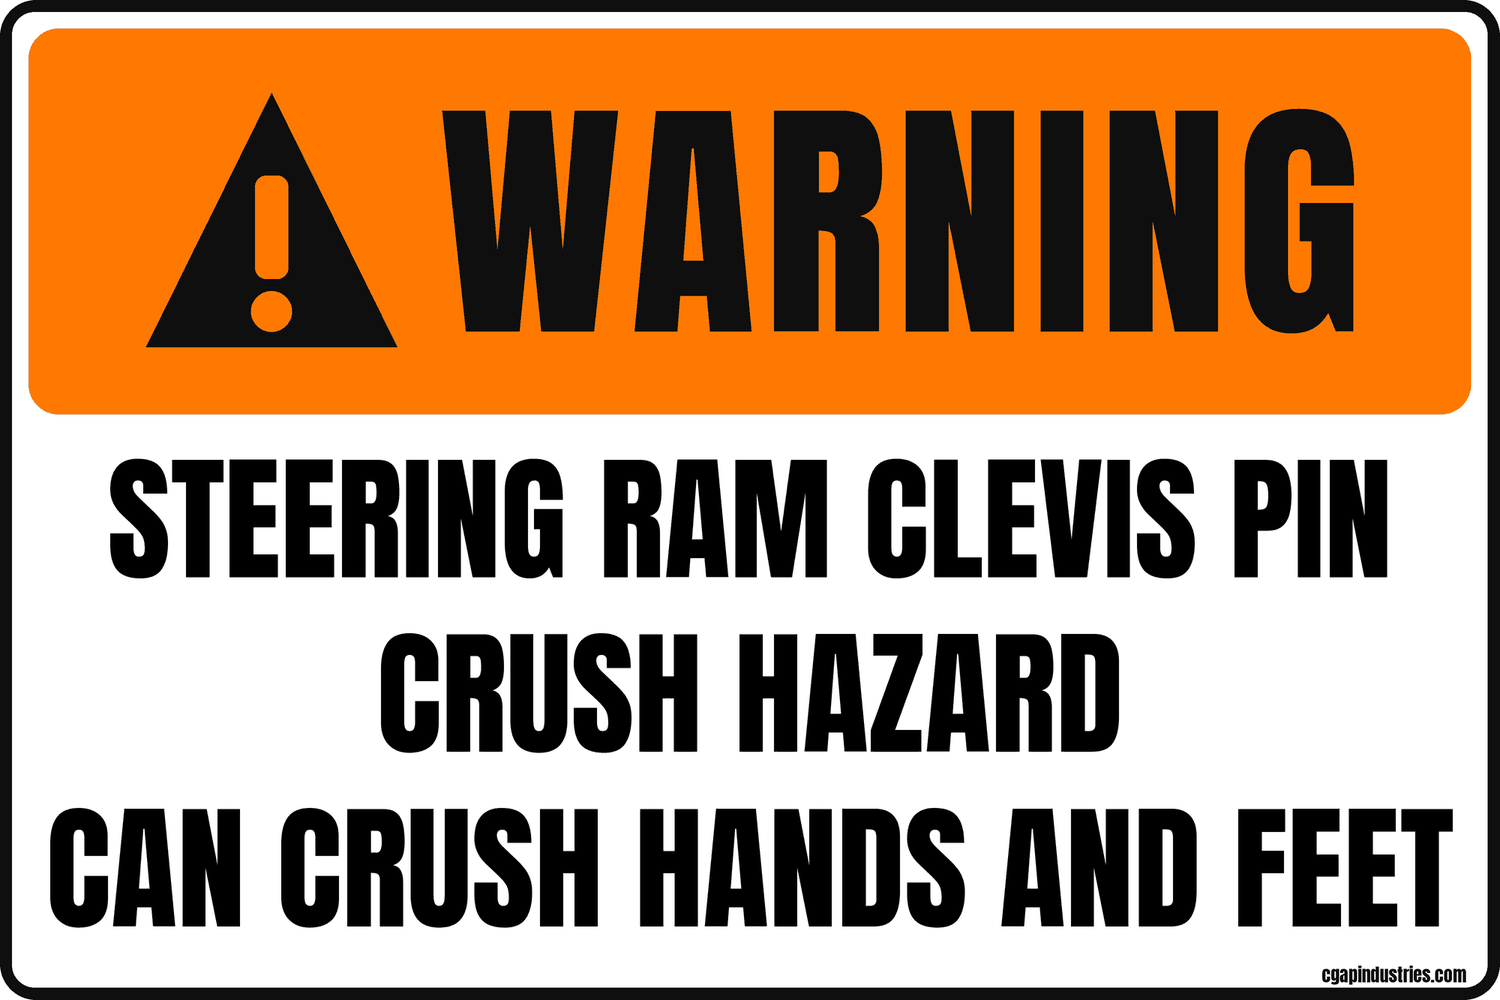 WARNING
STEERING RAM CLEVIS PIN
CRUSH HAZARD
CAN CRUSH HANDS AND FEET
cgapindustries.com